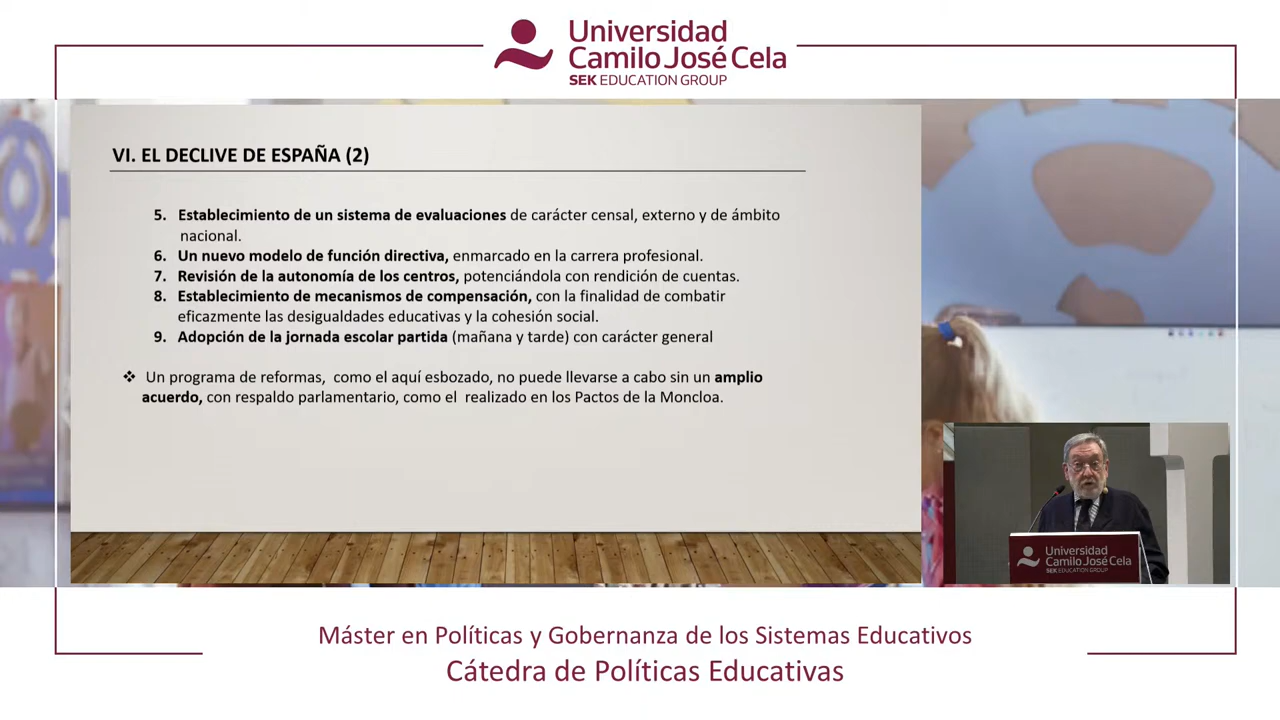 Universidad
Camilo José Cela
SEK EDUCATION GROUP
VI. EL DECLIVE DE ESPAÑA (2)
5. Establecimiento de un sistema de evaluaciones de carácter censal, externo y de ámbito
nacional.
6. Un nuevo modelo de función directiva, enmarcado en la carrera profesional.
7. Revisión de la autonomía de los centros, potenciándola con rendición de cuentas.
8. Establecimiento de mecanismos de compensación, con la finalidad de combatir
eficazmente las desigualdades educativas y la cohesión social.
9. Adopción de la jornada escolar partida (mañana y tarde) con carácter general
❖ Un programa de reformas, como el aquí esbozado, no puede llevarse a cabo sin un amplio
acuerdo, con respaldo parlamentario, como el realizado en los Pactos de la Moncloa.
Universidad
Camilo José Cela
SEK EDUCATION GROUP
Máster en Políticas y Gobernanza de los Sistemas Educativos
Cátedra de Políticas Educativas